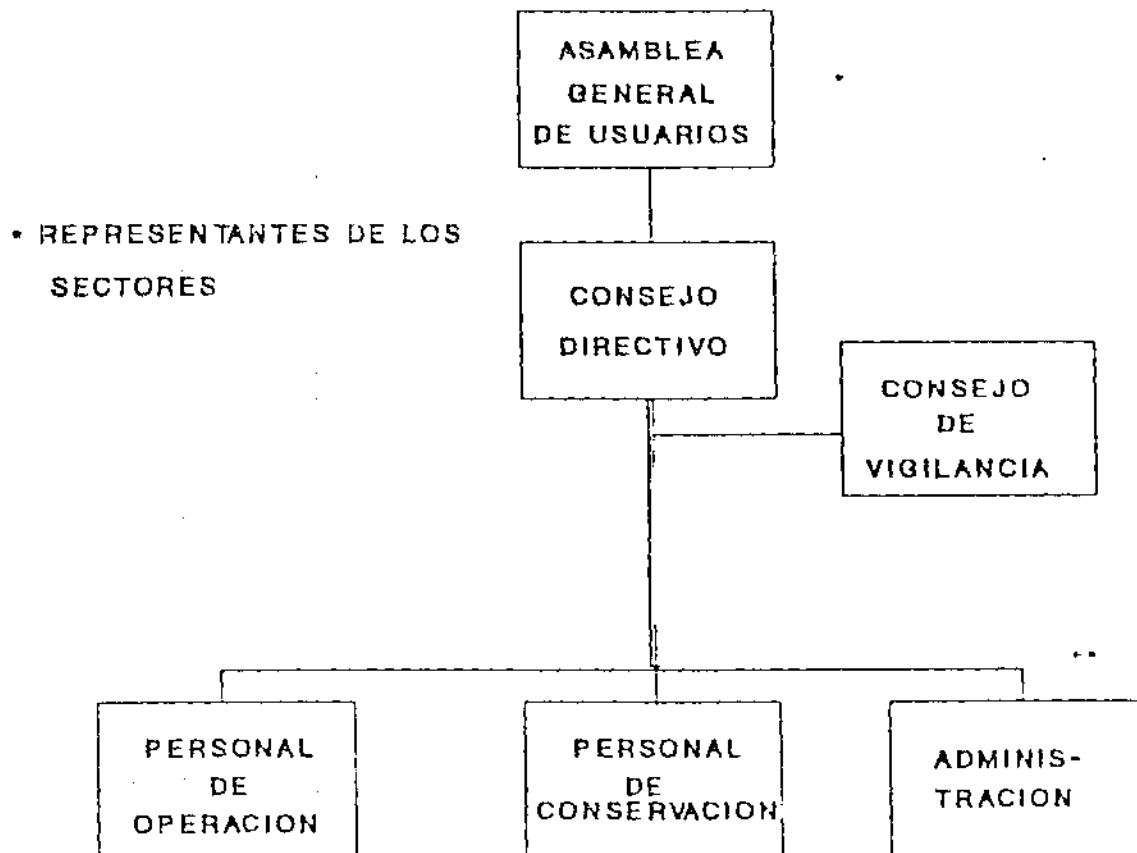 ASAMBLEA
GENERAL
DE USUARIOS
• REPRESENTANTES DE LOS
SECTORES
CONSEJO
DIRECTIVO
CONSEJO
DE
VIGILANCIA
PERSONAL
DE
OPERACION
PERSONAL
DE
CONSERVACION
ADMINIS-
TRACION